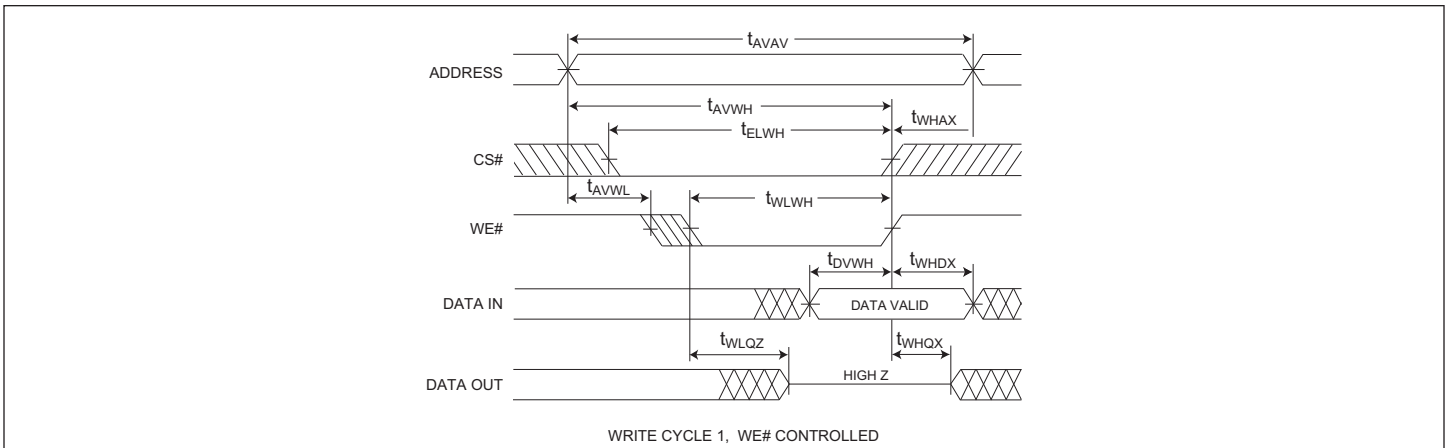 tAVAV
ADDRESS
tAVWH
tELWH
tWHAX
CS#
tAVWL
tWLWH
WE#
tDVWH
tWHDX
DATA IN
DATA VALID
tWLQZ
tWHQX
DATA OUT
HIGH Z
WRITE CYCLE 1, WE# CONTROLLED